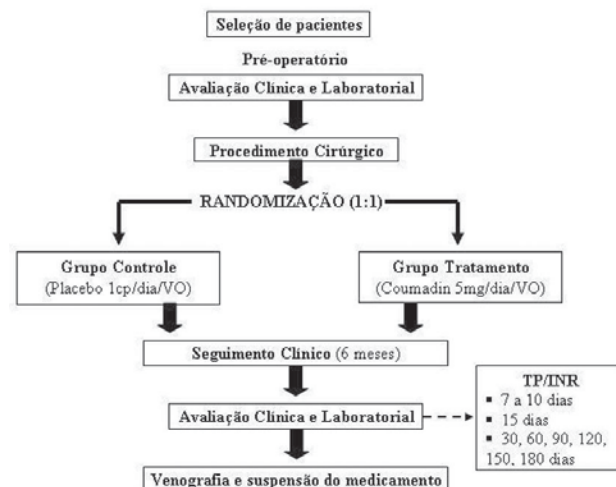 Seleção de pacientes
Pré-operatório
Avaliação Clínica e Laboratorial
Procedimento Cirúrgico
RANDOMIZAÇÃO (1:1)
Grupo Controle
(Placebo 1cp/dia/VO)
Grupo Tratamento
(Coumadin 5mg/dia/VO)
Seguimento Clínico (6 meses)
Avaliação Clínica e Laboratorial
TP/INR
▪ 7 a 10 dias
▪ 15 dias
▪ 30, 60, 90, 120,
150, 180 dias
Venografia e suspensão do medicamento